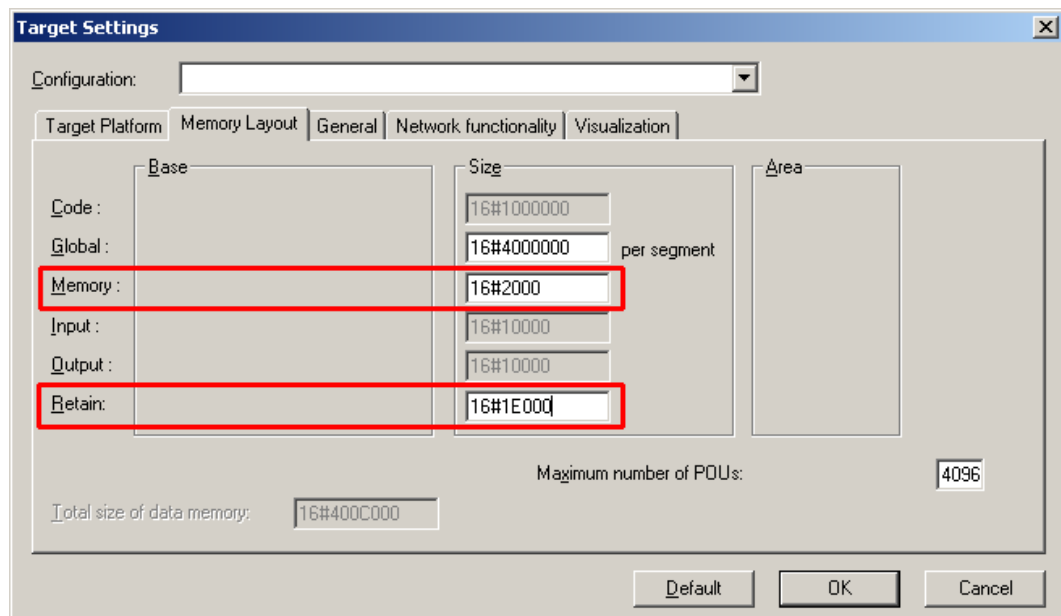 Target Settings
Configuration:
Target Platform Memory Layout General Network functionality Visualization
Base Size Area
Code : 16#1000000
Global : 16#4000000 per segment
Memory : 16#2000
Input : 16#10000
Output : 16#10000
Retain: 16#1E000
Maximum number of POUs: 4096
Total size of data memory: 16#400C000
Default OK Cancel